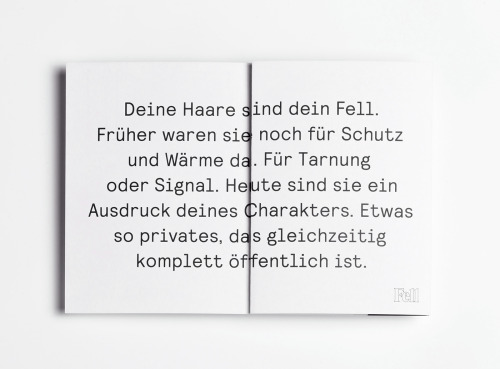 Deine Haare sind dein Fell.
Früher waren sie noch für Schutz
und Wärme da. Für Tarnung
oder Signal. Heute sind sie ein
Ausdruck deines Charakters. Etwas
so privates, das gleichzeitig
komplett öffentlich ist.
Fell